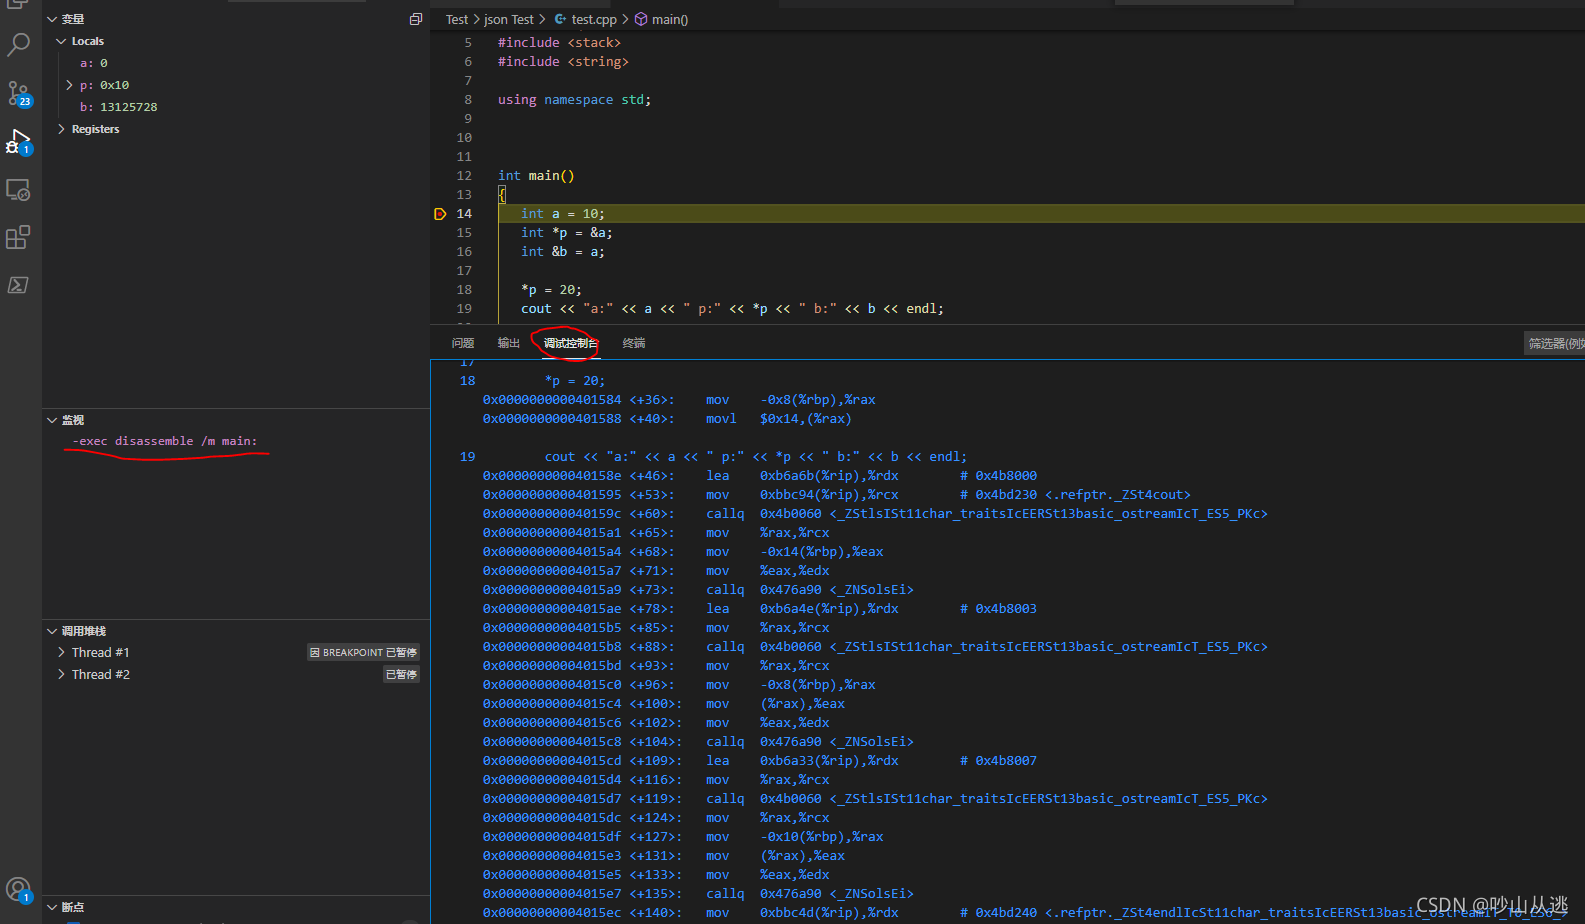 变量
Locals
a: 0
p: 0x10
b: 13125728
Registers
23
1
监视
-exec disassemble /m main:
调用堆栈
Thread #1 因 BREAKPOINT 已暂停
Thread #2 已暂停
1
断点
Test > json Test > test.cpp > main()
5 #include <stack>
6 #include <string>
7
8 using namespace std;
9
10
11
12 int main()
13 {
14 int a = 10;
15 int *p = &a;
16 int &b = a;
17
18 *p = 20;
19 cout << "a:" << a << " p:" << *p << " b:" << b << endl;
问题 输出 调试控制台 终端
17
18 *p = 20;
0x0000000000401584 <+36>: mov -0x8(%rbp),%rax
0x0000000000401588 <+40>: movl $0x14,(%rax)
19 cout << "a:" << a << " p:" << *p << " b:" << b << endl;
0x000000000040158e <+46>: lea 0xb6a6b(%rip),%rdx # 0x4b8000
0x0000000000401595 <+53>: mov 0xbbc94(%rip),%rcx # 0x4bd230 <.refptr._ZSt4cout>
0x000000000040159c <+60>: callq 0x4b0060 <_ZStlsISt11char_traitsIcEERSt13basic_ostreamIcT_ES5_PKc>
0x00000000004015a1 <+65>: mov %rax,%rcx
0x00000000004015a4 <+68>: mov -0x14(%rbp),%eax
0x00000000004015a7 <+71>: mov %eax,%edx
0x00000000004015a9 <+73>: callq 0x476a90 <_ZNSolsEi>
0x00000000004015ae <+78>: lea 0xb6a4e(%rip),%rdx # 0x4b8003
0x00000000004015b5 <+85>: mov %rax,%rcx
0x00000000004015b8 <+88>: callq 0x4b0060 <_ZStlsISt11char_traitsIcEERSt13basic_ostreamIcT_ES5_PKc>
0x00000000004015bd <+93>: mov %rax,%rcx
0x00000000004015c0 <+96>: mov -0x8(%rbp),%rax
0x00000000004015c4 <+100>: mov (%rax),%eax
0x00000000004015c6 <+102>: mov %eax,%edx
0x00000000004015c8 <+104>: callq 0x476a90 <_ZNSolsEi>
0x00000000004015cd <+109>: lea 0xb6a33(%rip),%rdx # 0x4b8007
0x00000000004015d4 <+116>: mov %rax,%rcx
0x00000000004015d7 <+119>: callq 0x4b0060 <_ZStlsISt11char_traitsIcEERSt13basic_ostreamIcT_ES5_PKc>
0x00000000004015dc <+124>: mov %rax,%rcx
0x00000000004015df <+127>: mov -0x10(%rbp),%rax
0x00000000004015e3 <+131>: mov (%rax),%eax
0x00000000004015e5 <+133>: mov %eax,%edx
0x00000000004015e7 <+135>: callq 0x476a90 <_ZNSolsEi>
0x00000000004015ec <+140>: mov 0xbbc4d(%rip),%rdx # 0x4bd240 <.refptr._ZSt4endlIcSt11char_traitsIcEERSt13basic_ostreamIT_T0_ES6_>
筛选器(例如
CSDN @吵山从逃